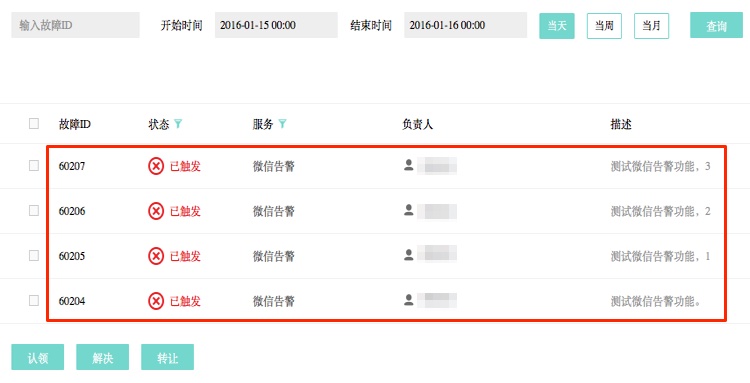 输入故障ID 开始时间 2016-01-15 00:00 结束时间 2016-01-16 00:00 当天 当周 当月 查询
故障ID 状态 服务 负责人 描述
60207 已触发 微信告警 测试微信告警功能，3
60206 已触发 微信告警 测试微信告警功能，2
60205 已触发 微信告警 测试微信告警功能，1
60204 已触发 微信告警 测试微信告警功能。
认领 解决 转让